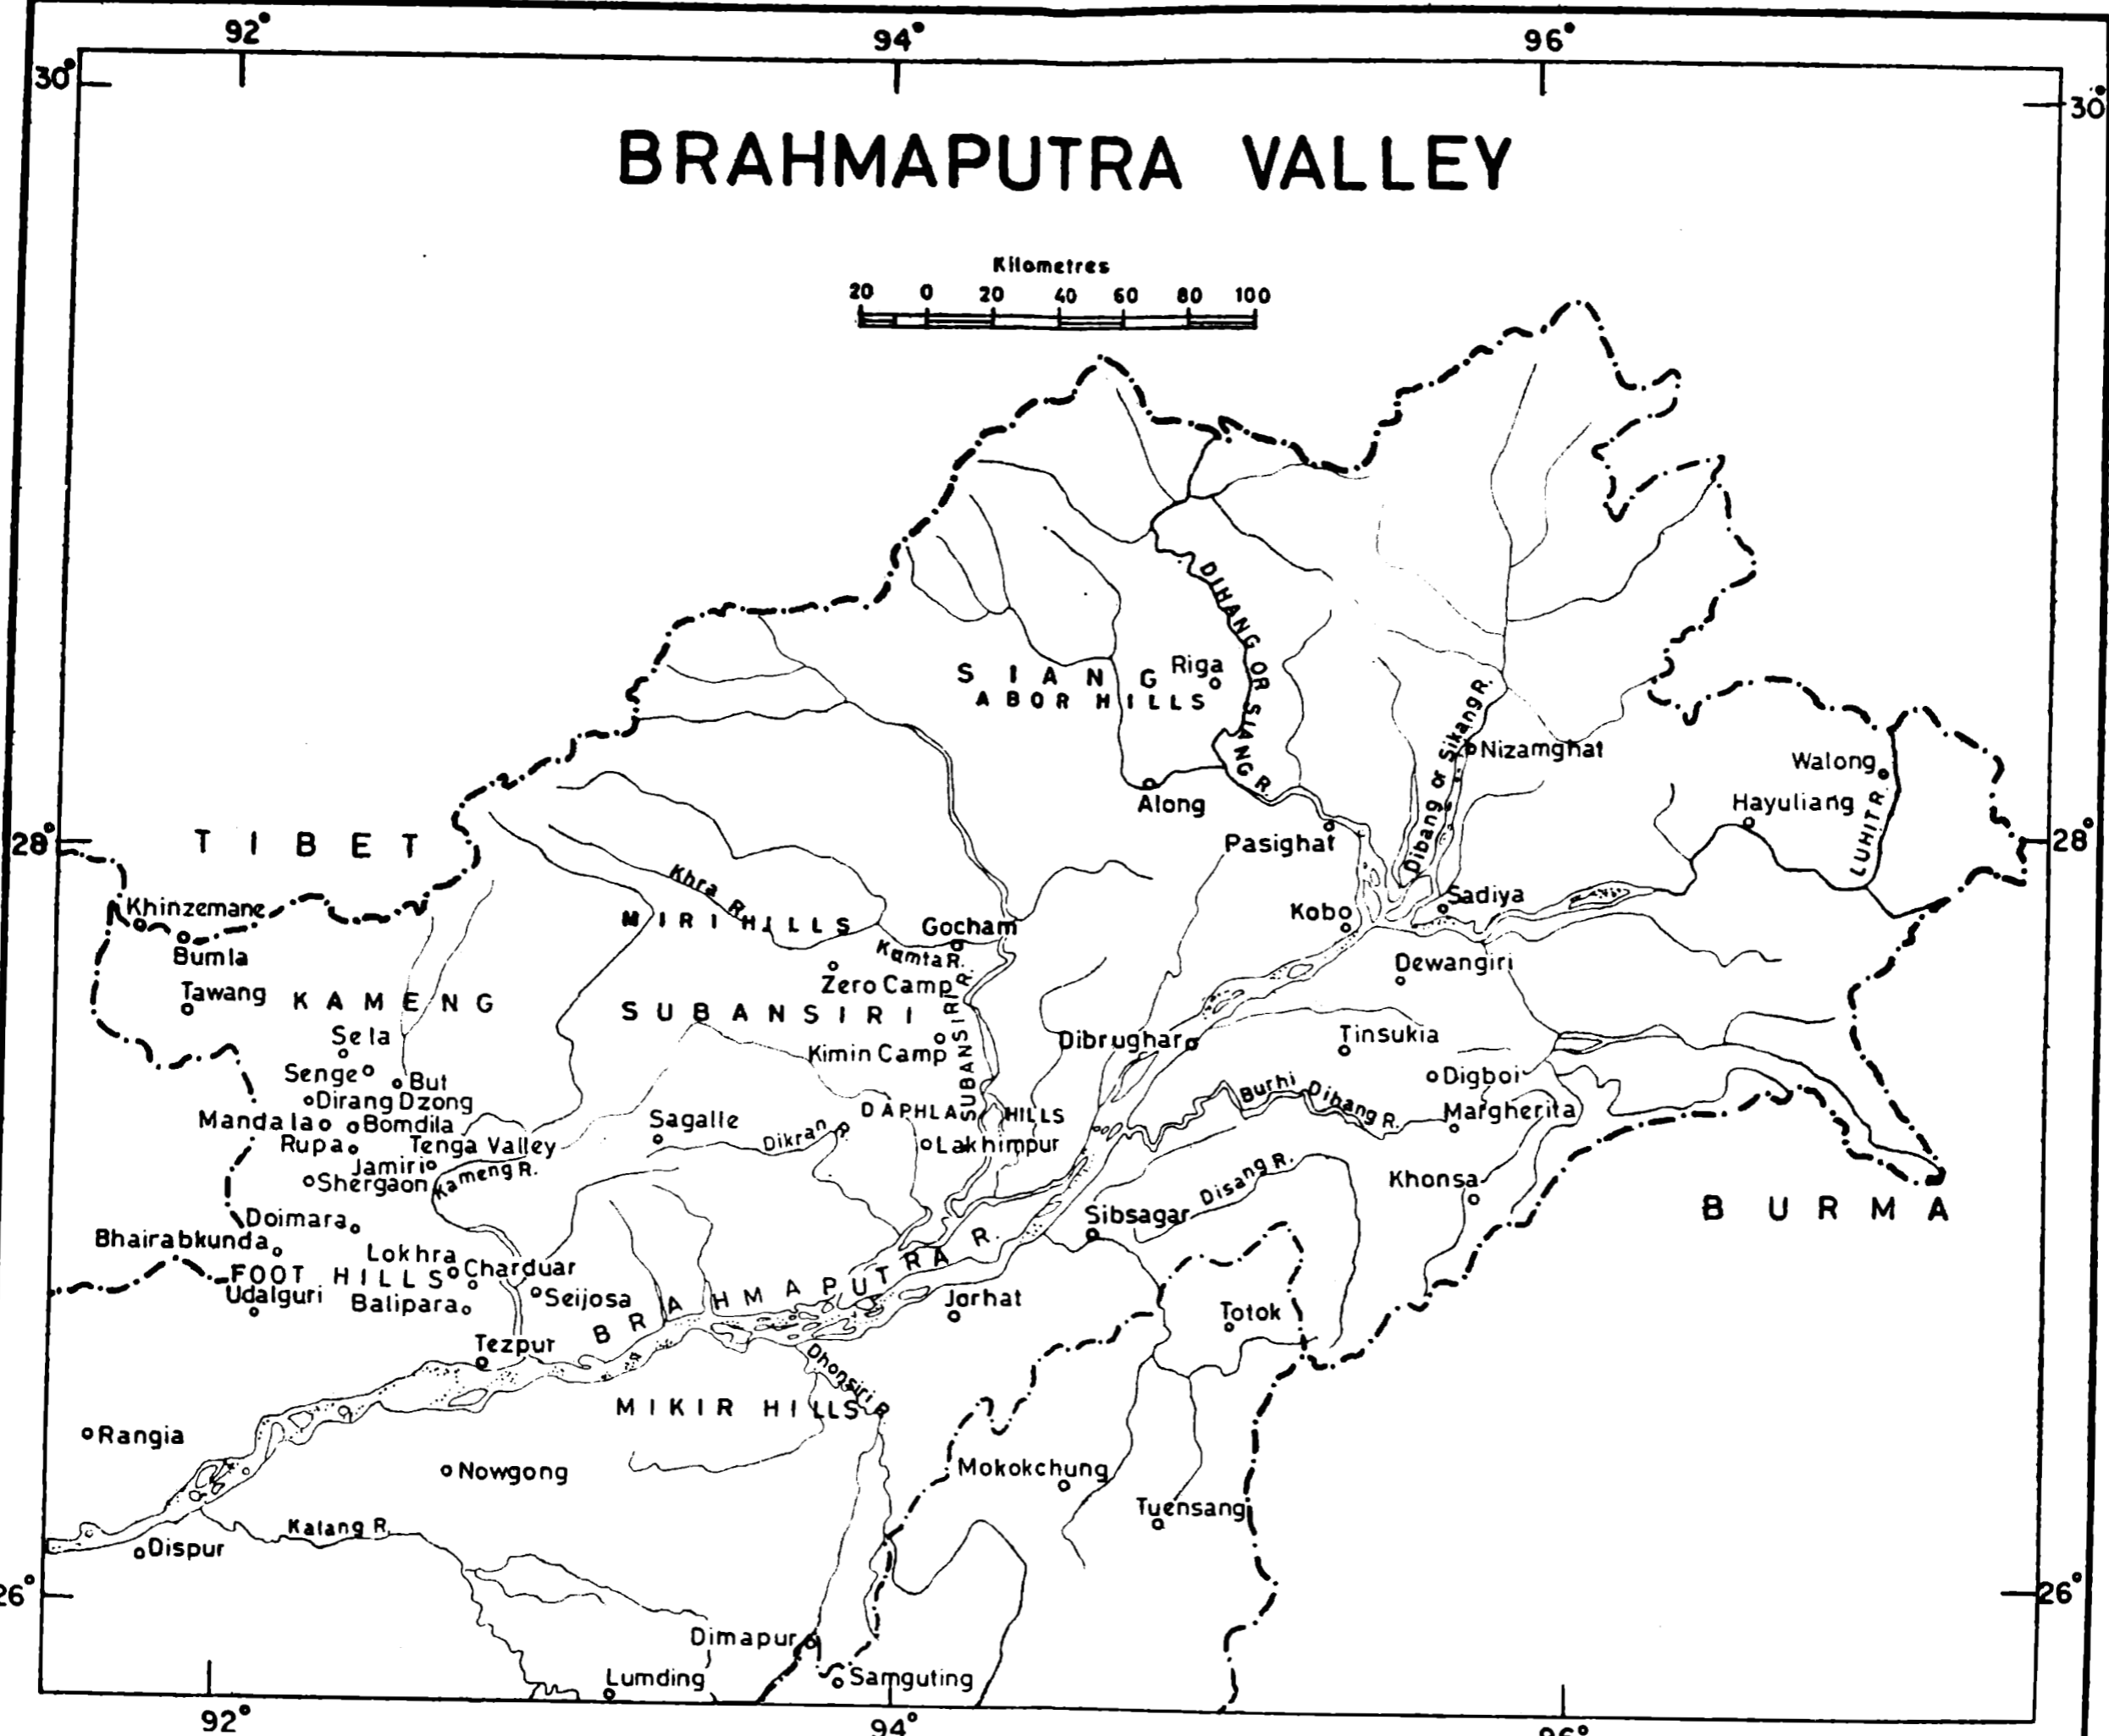 92°
94°
96°
30°
30°
BRAHMAPUTRA VALLEY
Kilometres
20 0 20 40 60 80 100
DIHANG OR SIANG R.
SIANG
Riga
ABOR HILLS
Dibang or Sikang R.
Nizamghat
Walong
Hayuliang
LUHIT R.
Along
Pasighat
28°
28°
TIBET
Khra R.
Khinzemane
Bumla
MIRI HILLS
Gocham
Kamta R.
Kobo
Sadiya
Dewangiri
Tawang
KAMENG
Zero Camp
SUBANSIRI
SUBANSIRI R.
Sela
Kimin Camp
Dibrughar
Tinsukia
Senge
But
Digboi
Dirang Dzong
DAPHLA HILLS
Burhi Dihang R.
Margherita
Mandala
Bomdila
Sagalle
Dikran R.
Rupa
Tenga Valley
Lakhimpur
Jamiri
Kameng R.
Shergaon
Disang R.
Khonsa
BURMA
Doimara
Sibsagar
Bhairabkunda
Lokhra
Charduar
FOOT HILLS
Udalguri
Balipara
Seijosa
BRAHMAPUTRA R.
Jorhat
Totok
Tezpur
Dhonsiri R.
MIKIR HILLS
Rangia
Nowgong
Mokokchung
Tuensang
Kalang R.
Dispur
26°
26°
Dimapur
Lumding
Samguting
92°
94°
96°